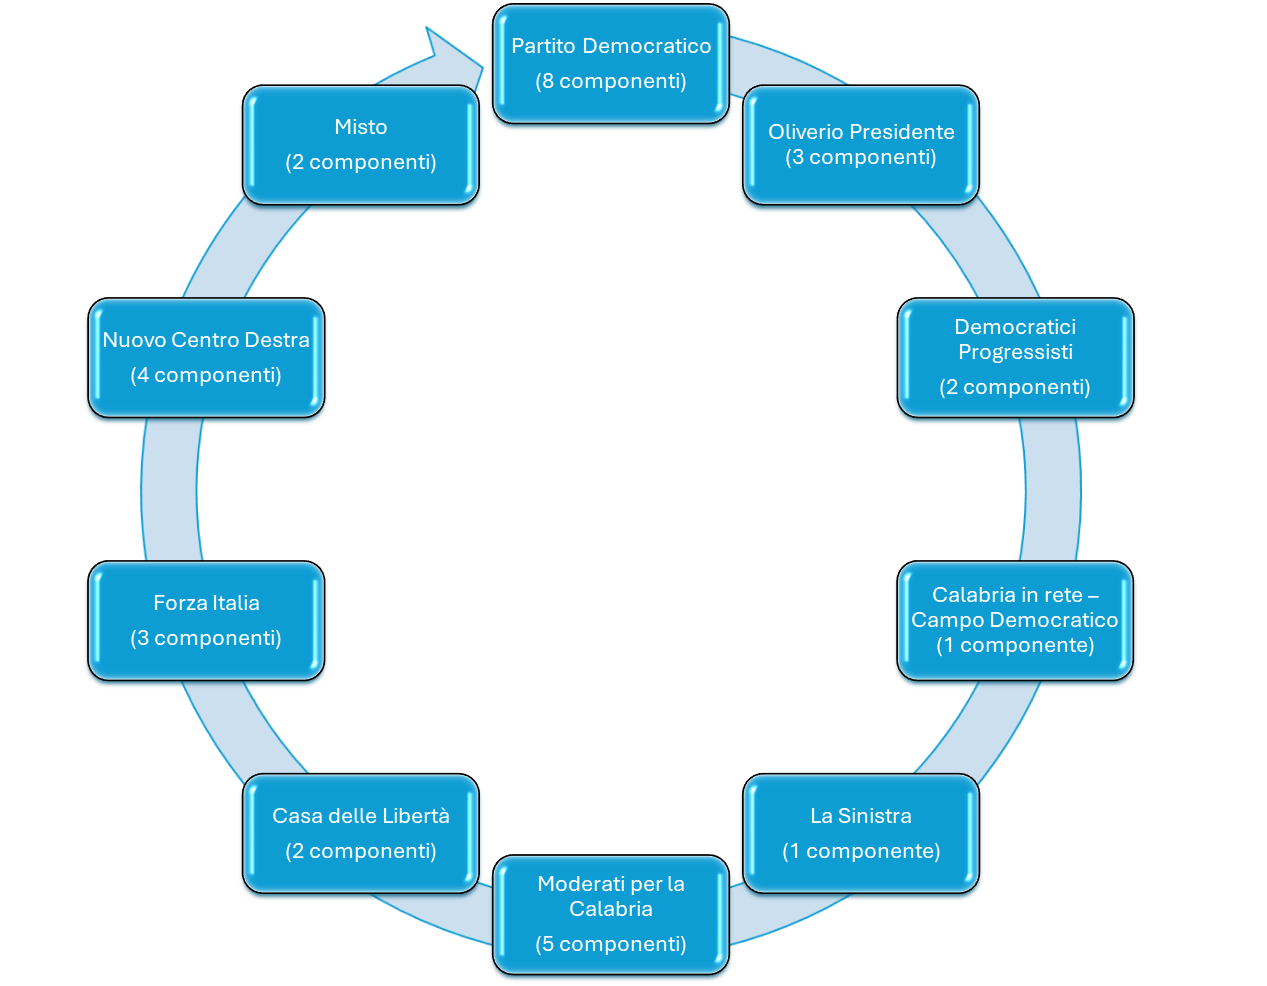 Partito Democratico
(8 componenti)
Oliverio Presidente
(3 componenti)
Democratici
Progressisti
(2 componenti)
Calabria in rete –
Campo Democratico
(1 componente)
La Sinistra
(1 componente)
Moderati per la
Calabria
(5 componenti)
Casa delle Libertà
(2 componenti)
Forza Italia
(3 componenti)
Nuovo Centro Destra
(4 componenti)
Misto
(2 componenti)